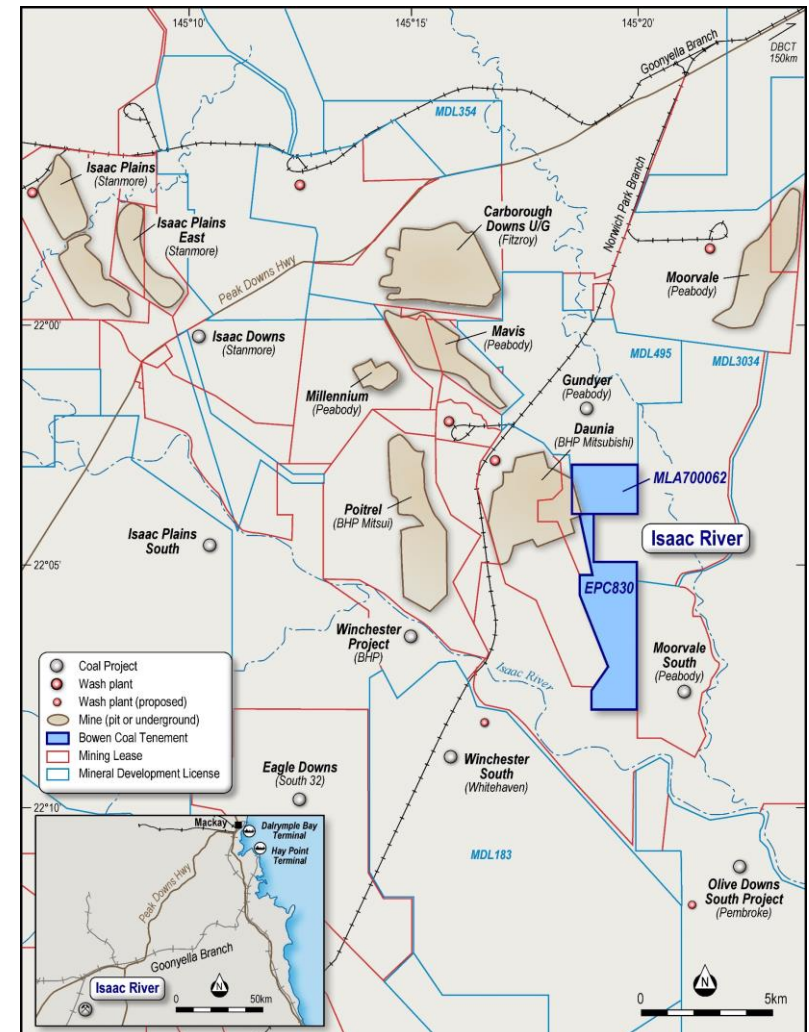 145°10'
145°15'
145°20'
Goonyella Branch
DBCT
150km
MDL354
Norwich Park Branch
Isaac Plains
(Stanmore)
Isaac Plains
East
(Stanmore)
Carborough
Downs U/G
(Fitzroy)
Peak Downs Hwy
Moorvale
(Peabody)
22°00'
Isaac Downs
(Stanmore)
Mavis
(Peabody)
MDL495
MDL3034
Millennium
(Peabody)
Gundyer
(Peabody)
Daunia
(BHP Mitsubishi)
MLA700062
Poitrel
(BHP Mitsui)
Isaac River
Isaac Plains
South
22°05'
EPC830
Winchester
Project
(BHP)
Isaac River
Moorvale
South
(Peabody)
Coal Project
Wash plant
Wash plant (proposed)
Mine (pit or underground)
Bowen Coal Tenement
Mining Lease
Mineral Development License
Eagle Downs
(South 32)
Winchester
South
(Whitehaven)
22°10'
MDL183
Olive Downs
South Project
(Pembroke)
Mackay
Dalrymple Bay
Terminal
Hay Point
Terminal
Peak Downs Hwy
Goonyella Branch
Isaac River
0
50km
0
5km